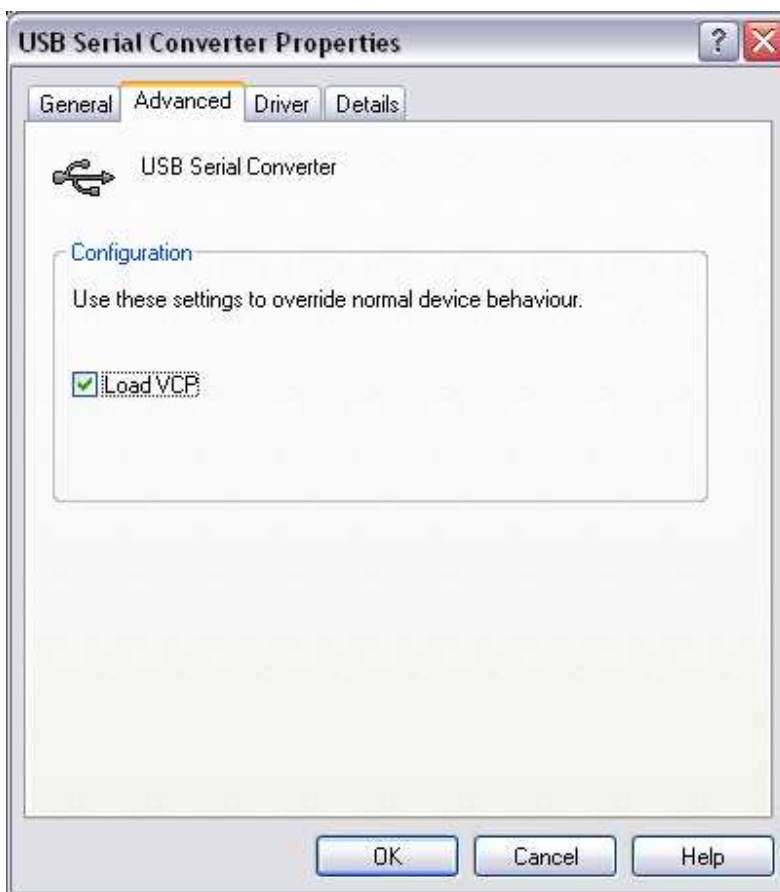 USB Serial Converter Properties
General Advanced Driver Details
USB Serial Converter
Configuration
Use these settings to override normal device behaviour.
Load VCP
OK Cancel Help